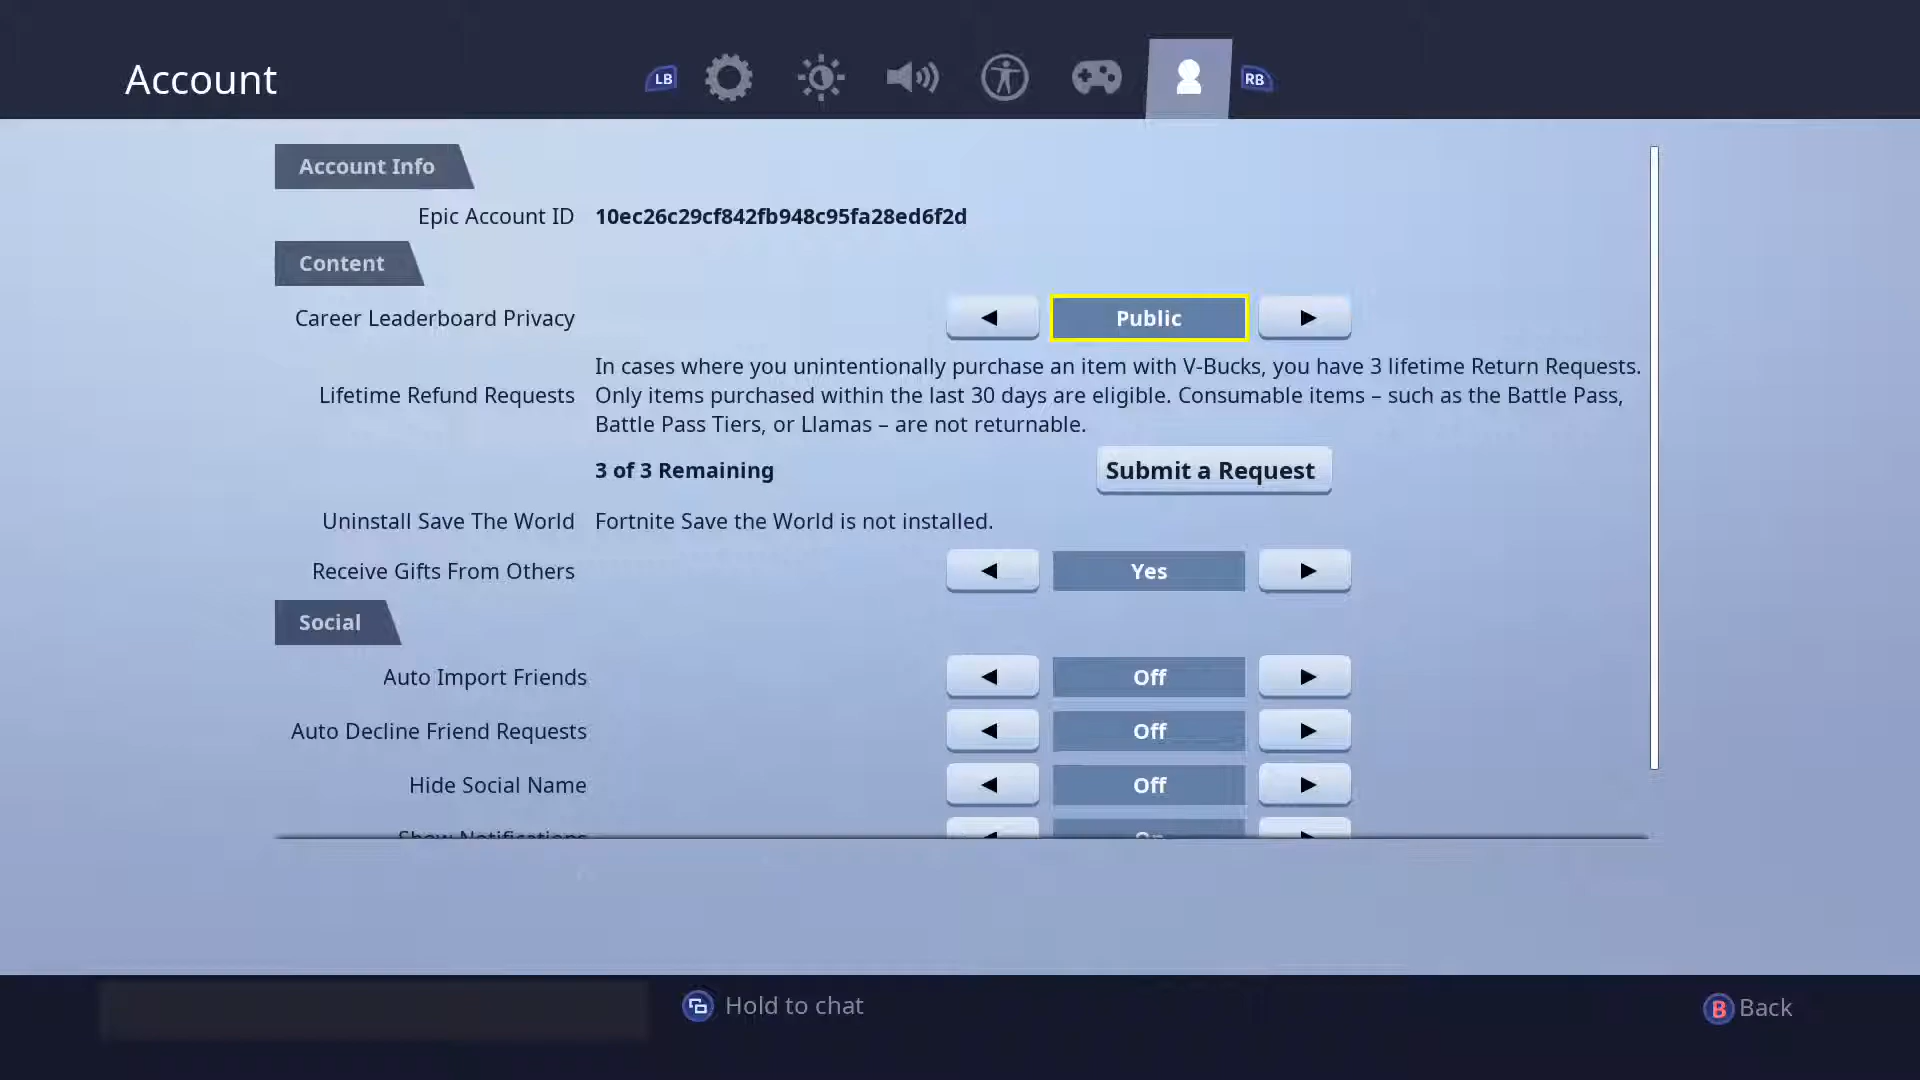 Account
LB
RB
Account Info
Epic Account ID 10ec26c29cf842fb948c95fa28ed6f2d
Content
Career Leaderboard Privacy Public
In cases where you unintentionally purchase an item with V-Bucks, you have 3 lifetime Return Requests.
Lifetime Refund Requests Only items purchased within the last 30 days are eligible. Consumable items – such as the Battle Pass,
Battle Pass Tiers, or Llamas – are not returnable.
3 of 3 Remaining Submit a Request
Uninstall Save The World Fortnite Save the World is not installed.
Receive Gifts From Others Yes
Social
Auto Import Friends Off
Auto Decline Friend Requests Off
Hide Social Name Off
Show Notifications On
Hold to chat
B Back